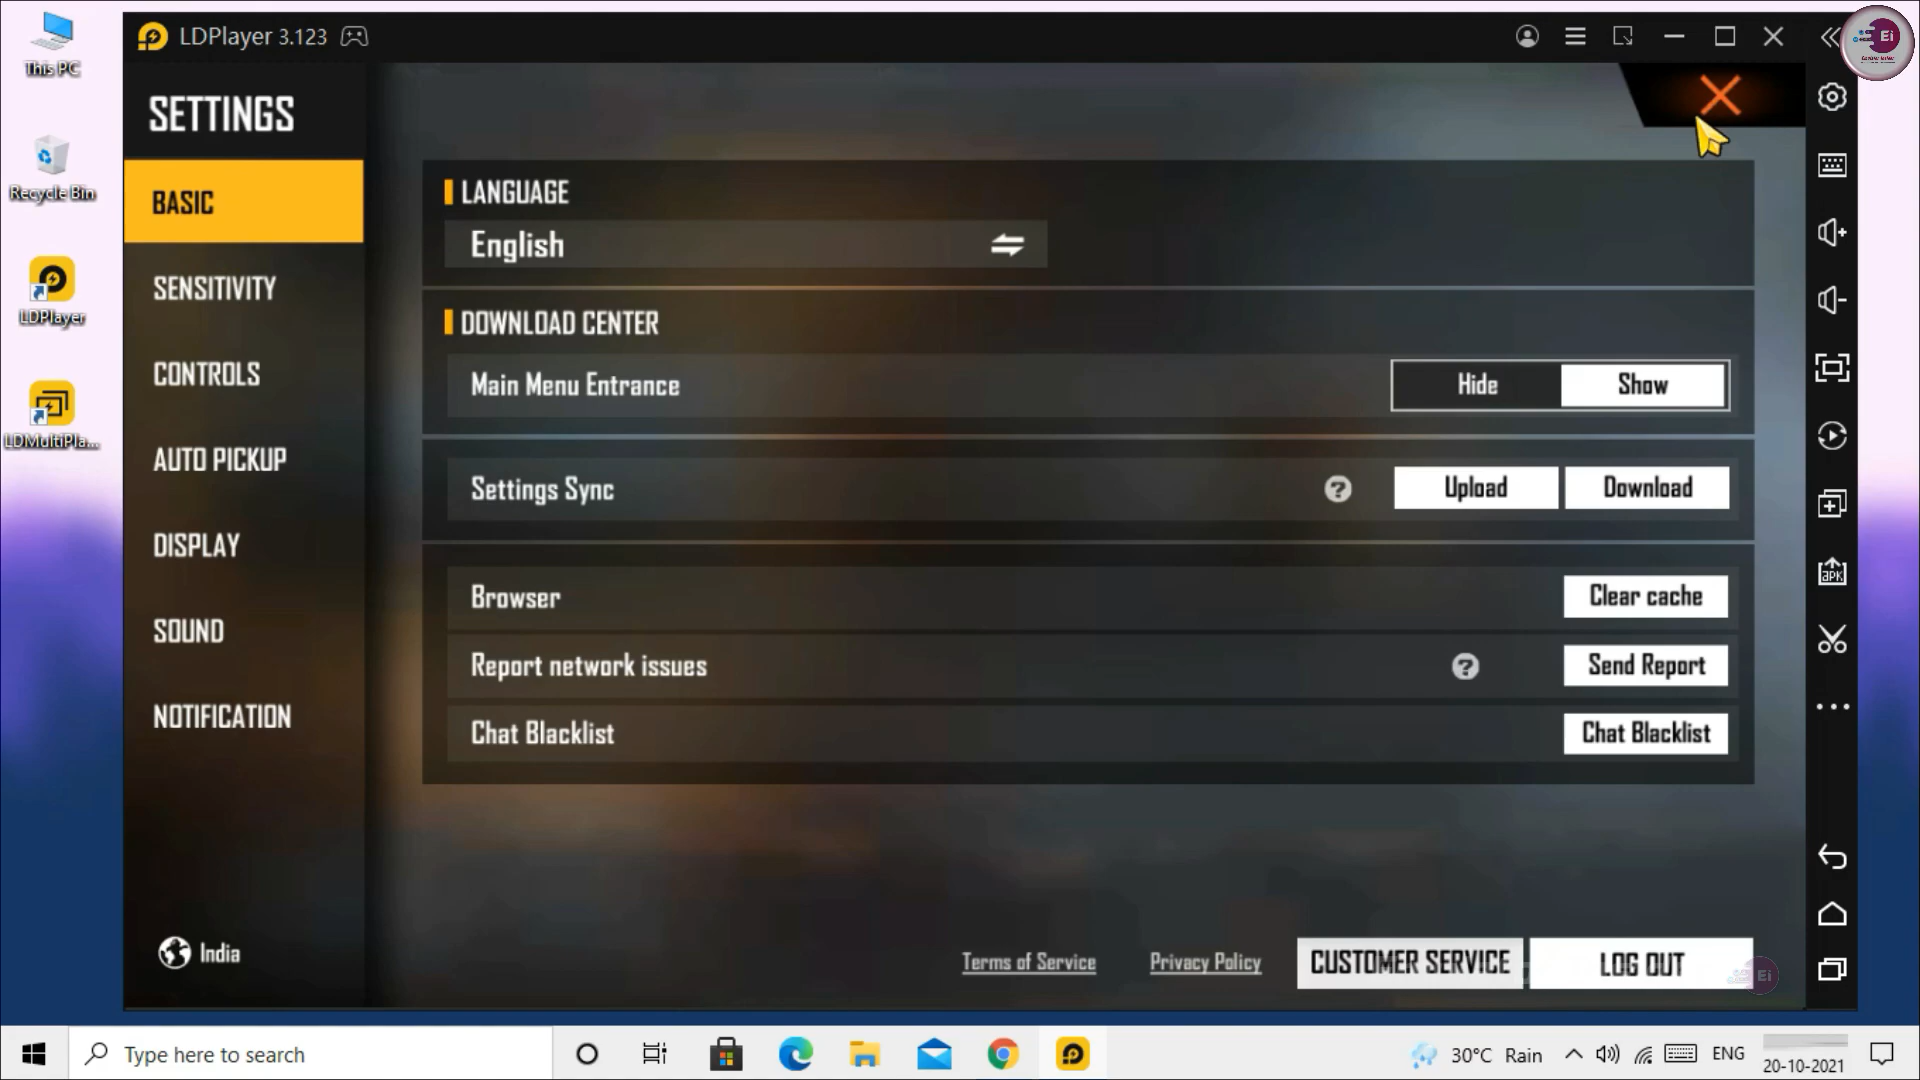 This PC
Recycle Bin
LDPlayer
LDMultiPla...
LDPlayer 3.123
SETTINGS
BASIC
SENSITIVITY
CONTROLS
AUTO PICKUP
DISPLAY
SOUND
NOTIFICATION
India
LANGUAGE
English
DOWNLOAD CENTER
Main Menu Entrance
Hide
Show
Settings Sync
?
Upload
Download
Browser
Clear cache
Report network issues
?
Send Report
Chat Blacklist
Chat Blacklist
Terms of Service
Privacy Policy
CUSTOMER SERVICE
LOG OUT
Ei
Ei
APK
Type here to search
30°C Rain
ENG
20-10-2021